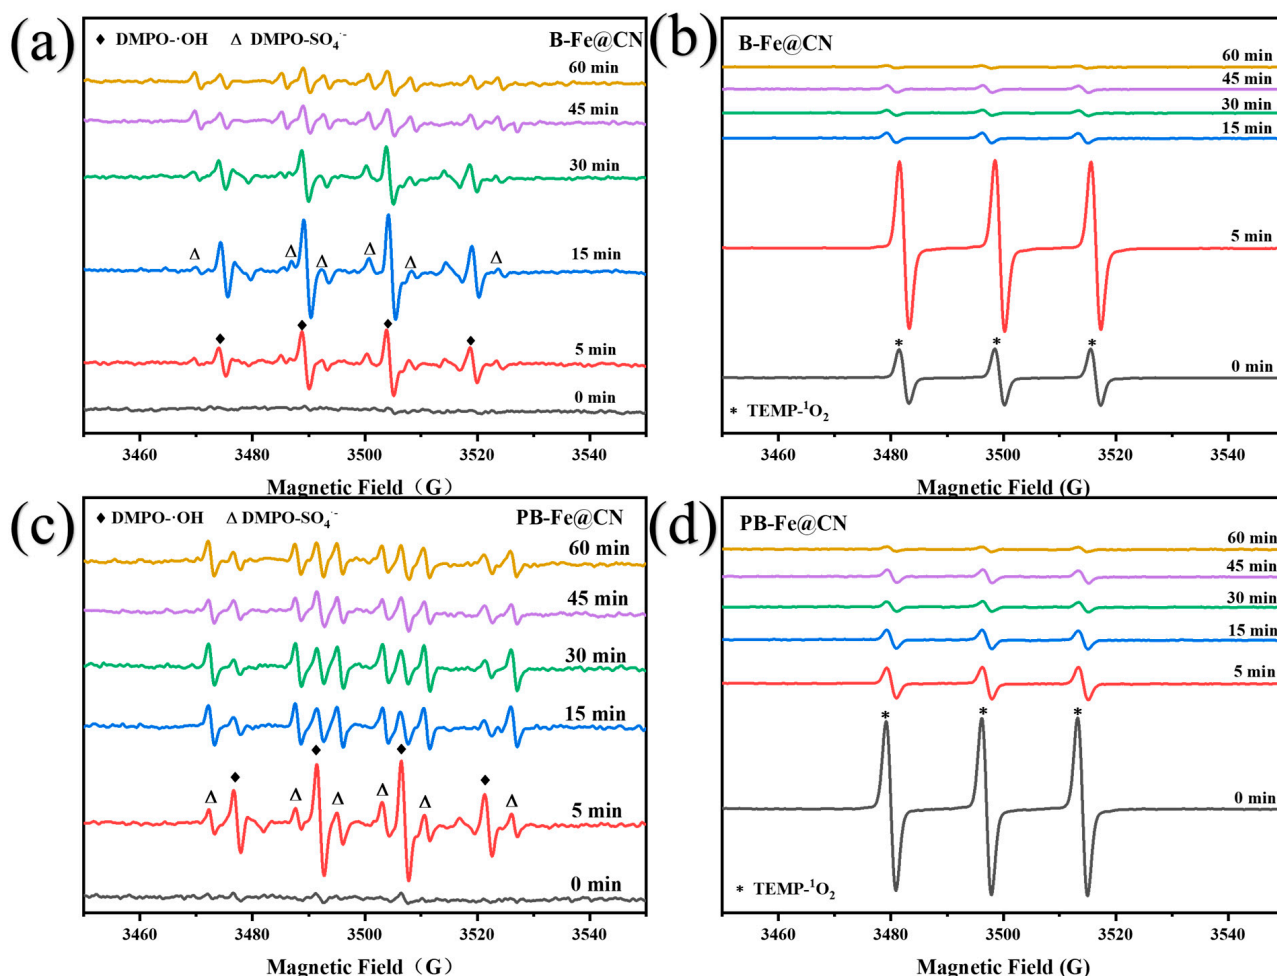 (a)
♦ DMPO-·OH Δ DMPO-SO₄·⁻
B-Fe@CN
60 min
45 min
30 min
15 min
5 min
0 min
Δ Δ Δ Δ Δ Δ
♦ ♦ ♦ ♦
3460 3480 3500 3520 3540
Magnetic Field（G）
(b)
B-Fe@CN
60 min
45 min
30 min
15 min
5 min
0 min
* * *
* TEMP-¹O₂
3460 3480 3500 3520 3540
Magnetic Field (G)
(c)
♦ DMPO-·OH Δ DMPO-SO₄·⁻
PB-Fe@CN
60 min
45 min
30 min
15 min
5 min
0 min
♦ ♦ ♦ ♦
Δ Δ Δ Δ Δ Δ
3460 3480 3500 3520 3540
Magnetic Field（G）
(d)
PB-Fe@CN
60 min
45 min
30 min
15 min
5 min
0 min
* * *
* TEMP-¹O₂
3460 3480 3500 3520 3540
Magnetic Field (G)